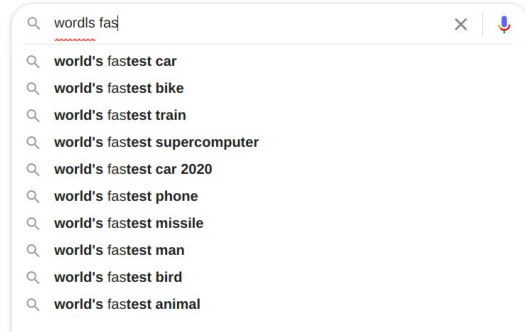 wordls fas
world's fastest car
world's fastest bike
world's fastest train
world's fastest supercomputer
world's fastest car 2020
world's fastest phone
world's fastest missile
world's fastest man
world's fastest bird
world's fastest animal